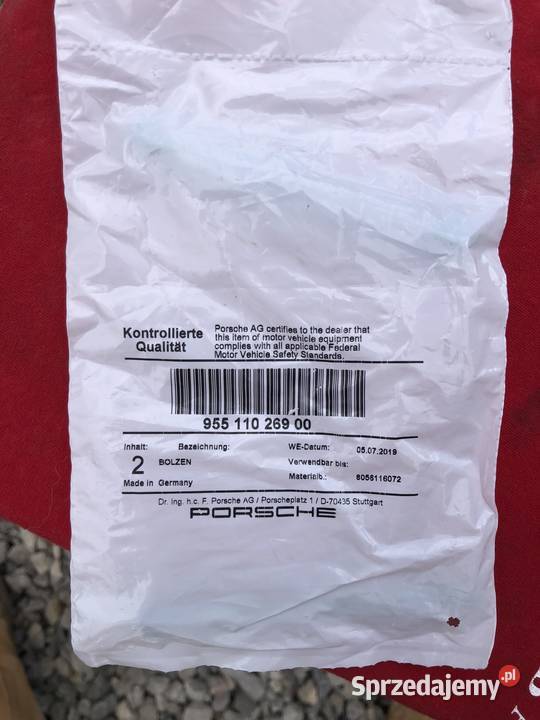 Kontrollierte
Qualität
Porsche AG certifies to the dealer that
this item of motor vehicle equipment
complies with all applicable Federal
Motor Vehicle Safety Standards.
955 110 269 00
Inhalt: Bezeichnung: WE-Datum: 05.07.2019
2 BOLZEN Verwendbar bis:
Made in Germany Materialb.: 8055116072
Dr. Ing. h.c. F. Porsche AG / Porscheplatz 1 / D-70435 Stuttgart
PORSCHE
Sprzedajemy.pl